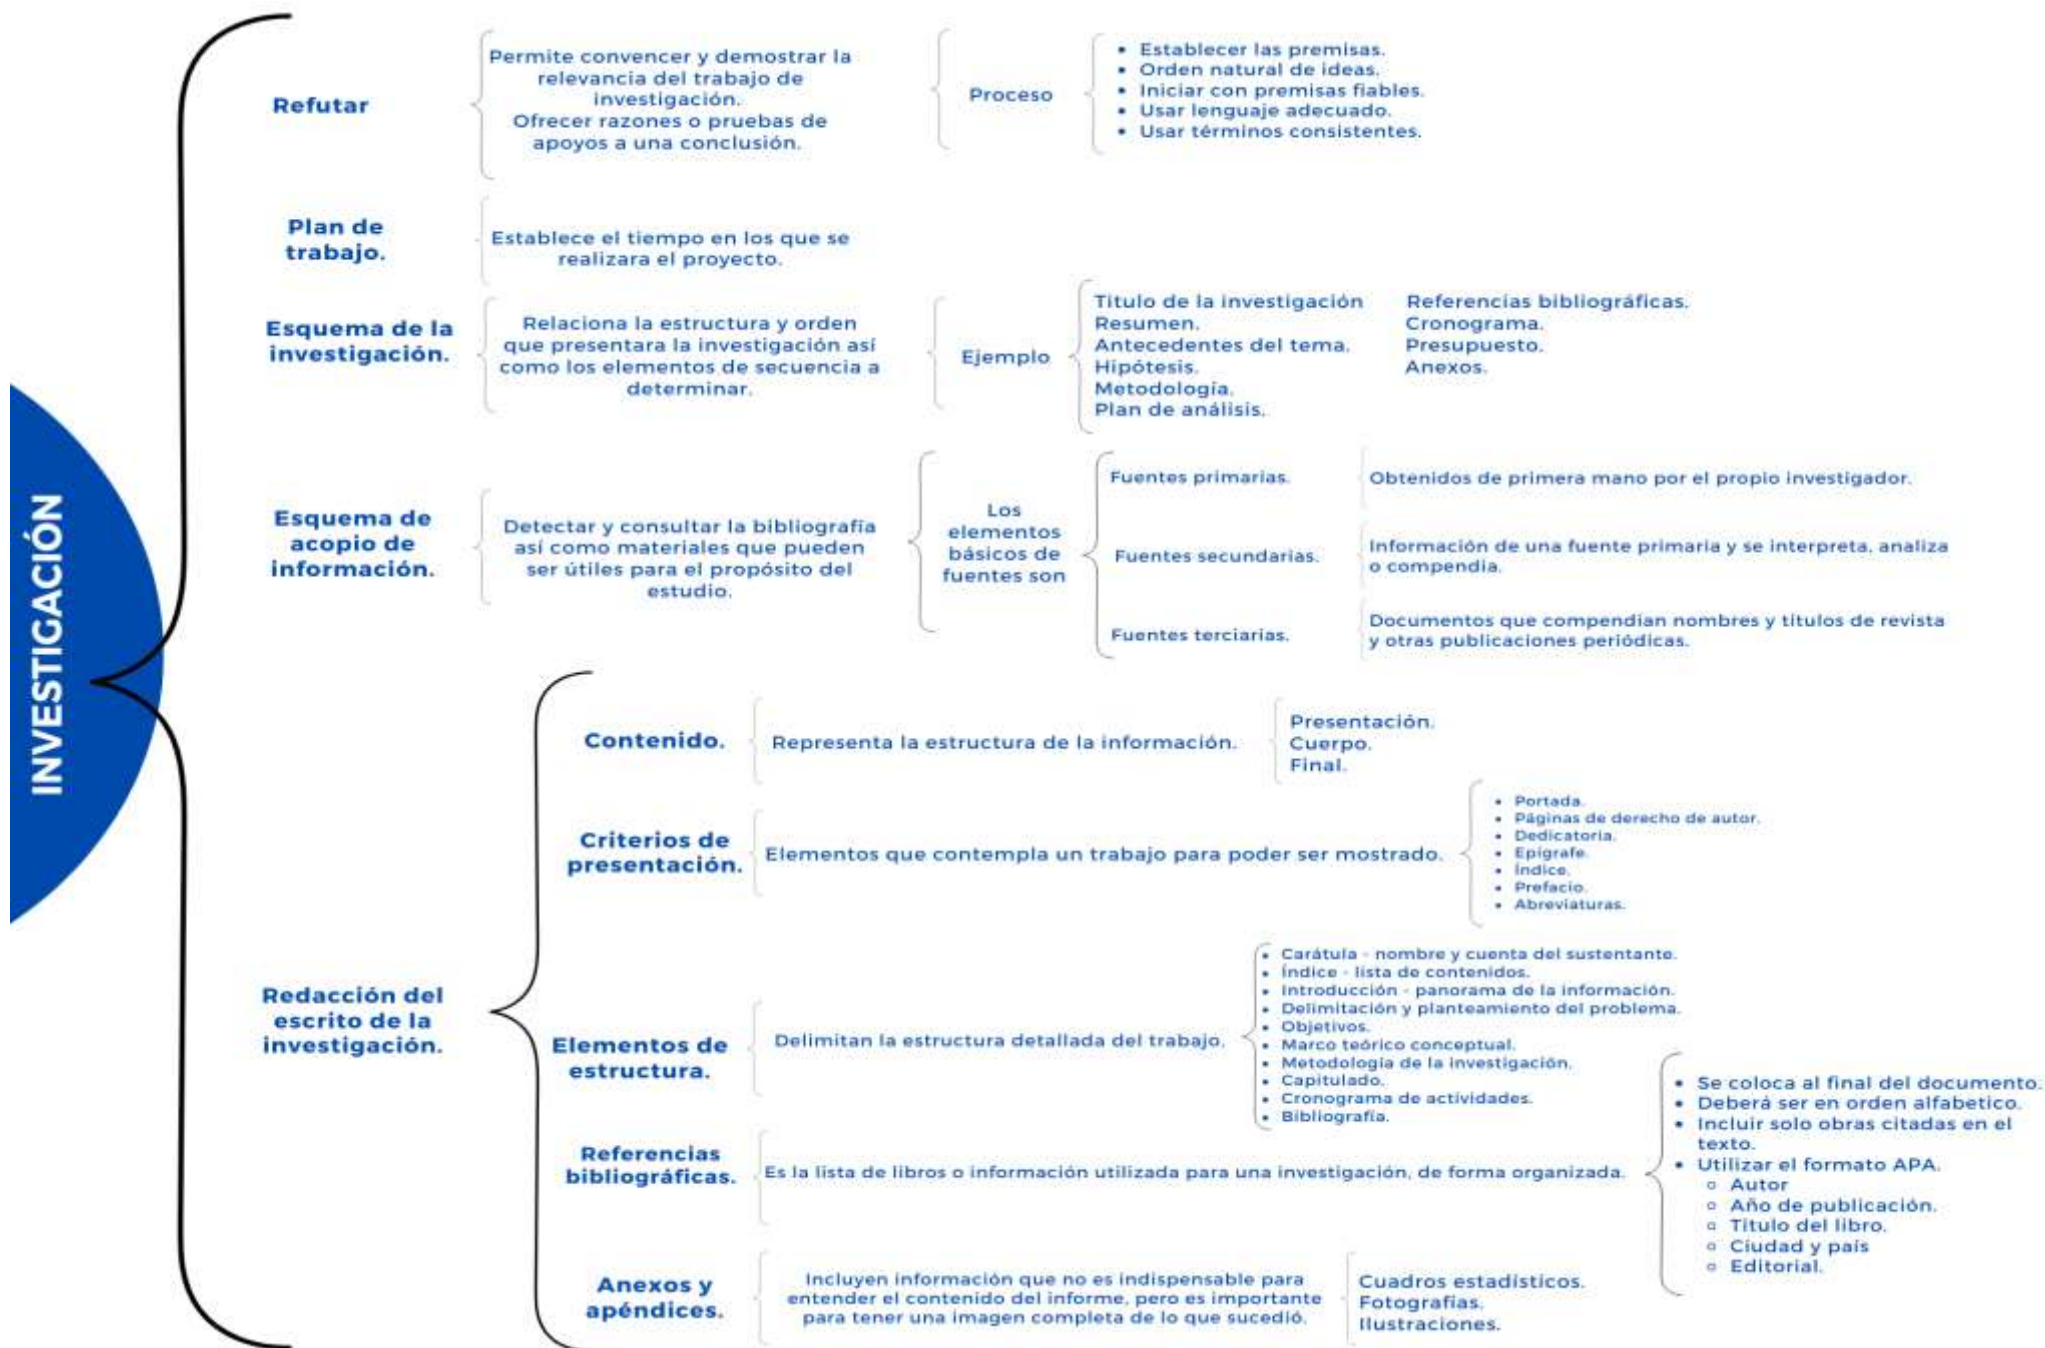 INVESTIGACIÓN
Refutar
Permite convencer y demostrar la
relevancia del trabajo de
investigación.
Ofrecer razones o pruebas de
apoyos a una conclusión.
Proceso
• Establecer las premisas.
• Orden natural de ideas.
• Iniciar con premisas fiables.
• Usar lenguaje adecuado.
• Usar términos consistentes.
Plan de
trabajo.
Establece el tiempo en los que se
realizara el proyecto.
Esquema de la
investigación.
Relaciona la estructura y orden
que presentara la investigación así
como los elementos de secuencia a
determinar.
Ejemplo
Titulo de la investigación
Resumen.
Antecedentes del tema.
Hipótesis.
Metodología.
Plan de análisis.
Referencias bibliográficas.
Cronograma.
Presupuesto.
Anexos.
Esquema de
acopio de
información.
Detectar y consultar la bibliografía
así como materiales que pueden
ser útiles para el propósito del
estudio.
Los
elementos
básicos de
fuentes son
Fuentes primarias.
Obtenidos de primera mano por el propio investigador.
Fuentes secundarias.
Información de una fuente primaria y se interpreta, analiza
o compendia.
Fuentes terciarias.
Documentos que compendian nombres y títulos de revista
y otras publicaciones periódicas.
Redacción del
escrito de la
investigación.
Contenido.
Representa la estructura de la información.
Presentación.
Cuerpo.
Final.
Criterios de
presentación.
Elementos que contempla un trabajo para poder ser mostrado.
• Portada.
• Páginas de derecho de autor.
• Dedicatoria.
• Epígrafe.
• Índice.
• Prefacio.
• Abreviaturas.
Elementos de
estructura.
Delimitan la estructura detallada del trabajo.
• Carátula - nombre y cuenta del sustentante.
• Índice - lista de contenidos.
• Introducción - panorama de la información.
• Delimitación y planteamiento del problema.
• Objetivos.
• Marco teórico conceptual.
• Metodología de la investigación.
• Capitulado.
• Cronograma de actividades.
• Bibliografía.
Referencias
bibliográficas.
Es la lista de libros o información utilizada para una investigación, de forma organizada.
• Se coloca al final del documento.
• Deberá ser en orden alfabetico.
• Incluir solo obras citadas en el
texto.
• Utilizar el formato APA.
○ Autor
○ Año de publicación.
○ Titulo del libro.
○ Ciudad y país
○ Editorial.
Anexos y
apéndices.
Incluyen información que no es indispensable para
entender el contenido del informe, pero es importante
para tener una imagen completa de lo que sucedió.
Cuadros estadísticos.
Fotografías.
Ilustraciones.